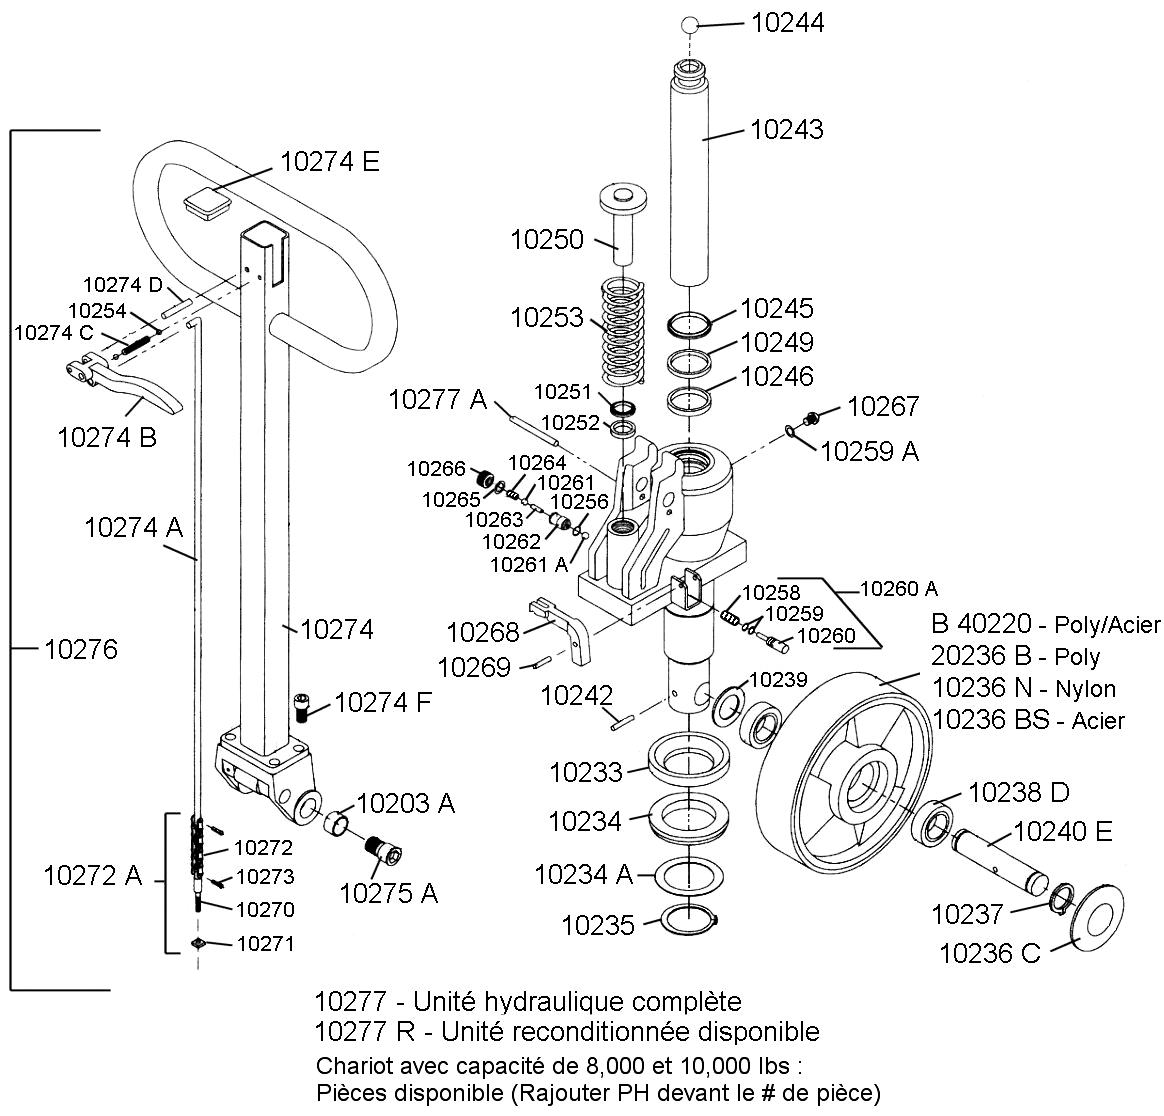 10244
10243
10274 E
10250
10274 D
10254
10274 C
10253
10245
10249
10246
10251
10252
10277 A
10267
10259 A
10274 B
10266
10264
10265
10261
10256
10263
10262
10261 A
10274 A
10258
10259
10260
10260 A
10268
10269
10274
10276
B 40220 - Poly/Acier
20236 B - Poly
10236 N - Nylon
10236 BS - Acier
10239
10242
10274 F
10233
10203 A
10238 D
10234
10240 E
10272
10272 A
10273
10275 A
10234 A
10270
10271
10235
10237
10236 C
10277 - Unité hydraulique complète
10277 R - Unité reconditionnée disponible
Chariot avec capacité de 8,000 et 10,000 lbs :
Pièces disponible (Rajouter PH devant le # de pièce)